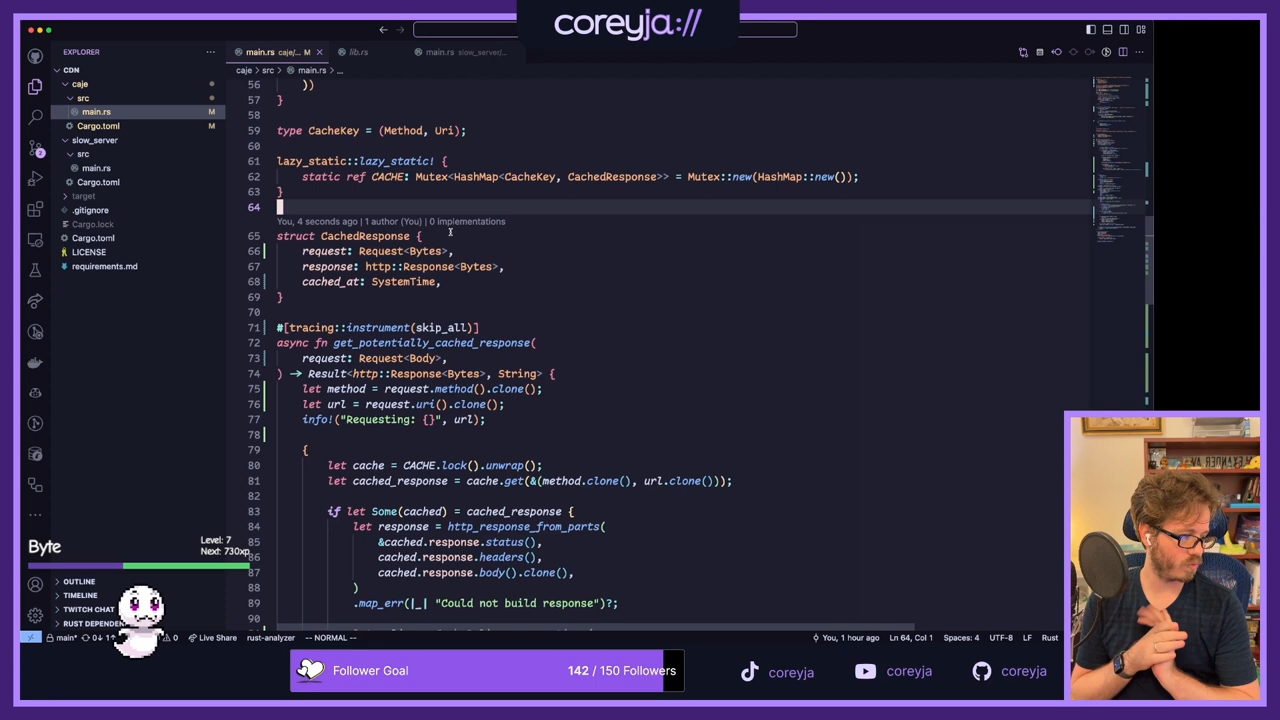 coreyja://
EXPLORER
CDN
caje
src
main.rs M
Cargo.toml M
slow_server
src
main.rs
Cargo.toml
target
.gitignore
Cargo.lock
Cargo.toml
LICENSE
requirements.md
OUTLINE
TIMELINE
TWITCH CHAT
RUST DEPENDE
Byte
Level: 7
Next: 730xp
main.rs caje/... M
lib.rs
main.rs slow_server/...
caje > src > main.rs > ...
56 ))
57 }
58
59 type CacheKey = (Method, Uri);
60
61 lazy_static::lazy_static! {
62 static ref CACHE: Mutex<HashMap<CacheKey, CachedResponse>> = Mutex::new(HashMap::new());
63 }
64
You, 4 seconds ago | 1 author (You) | 0 implementations
65 struct CachedResponse {
66 request: Request<Bytes>,
67 response: http::Response<Bytes>,
68 cached_at: SystemTime,
69 }
70
71 #[tracing::instrument(skip_all)]
72 async fn get_potentially_cached_response(
73 request: Request<Body>,
74 ) -> Result<http::Response<Bytes>, String> {
75 let method = request.method().clone();
76 let url = request.uri().clone();
77 info!("Requesting: {}", url);
78
79 {
80 let cache = CACHE.lock().unwrap();
81 let cached_response = cache.get(&(method.clone(), url.clone()));
82
83 if let Some(cached) = cached_response {
84 let response = http_response_from_parts(
85 &cached.response.status(),
86 cached.response.headers(),
87 cached.response.body().clone(),
88 )
89 .map_err(|_| "Could not build response")?;
90
main* 0↓ 1↑ 0 Live Share rust-analyzer -- NORMAL -- You, 1 hour ago Ln 64, Col 1 Spaces: 4 UTF-8 LF Rust
Follower Goal 142 / 150 Followers
coreyja
coreyja
coreyja